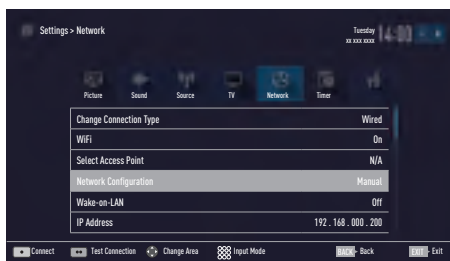 Settings > Network
Tuesday
xx xxx xxxx
14:00
Picture Sound Source TV Network Timer
Change Connection Type Wired
WiFi On
Select Access Point N/A
Network Configuration Manual
Wake-on-LAN Off
IP Address 192 . 168 . 000 . 200
Connect Test Connection Change Area Input Mode BACK Back EXIT Exit